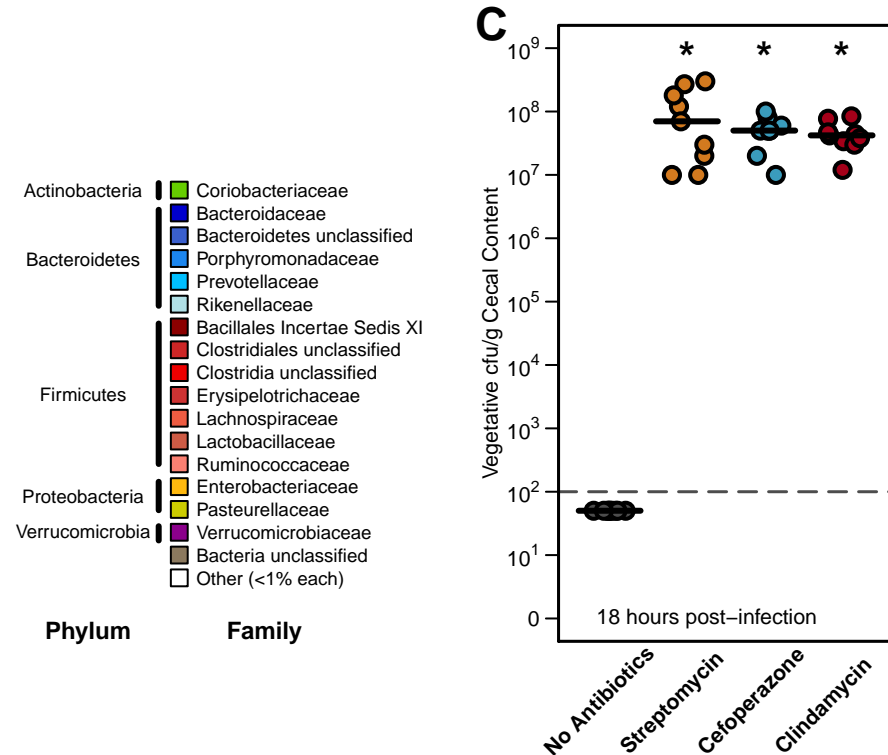 C
Actinobacteria
Coriobacteriaceae
Bacteroidetes
Bacteroidaceae
Bacteroidetes unclassified
Porphyromonadaceae
Prevotellaceae
Rikenellaceae
Firmicutes
Bacillales Incertae Sedis XI
Clostridiales unclassified
Clostridia unclassified
Erysipelotrichaceae
Lachnospiraceae
Lactobacillaceae
Ruminococcaceae
Proteobacteria
Enterobacteriaceae
Pasteurellaceae
Verrucomicrobia
Verrucomicrobiaceae
Bacteria unclassified
Other (<1% each)
Phylum
Family
Vegetative cfu/g Cecal Content
10⁹
10⁸
10⁷
10⁶
10⁵
10⁴
10³
10²
10¹
0
* * *
18 hours post−infection
No Antibiotics
Streptomycin
Cefoperazone
Clindamycin